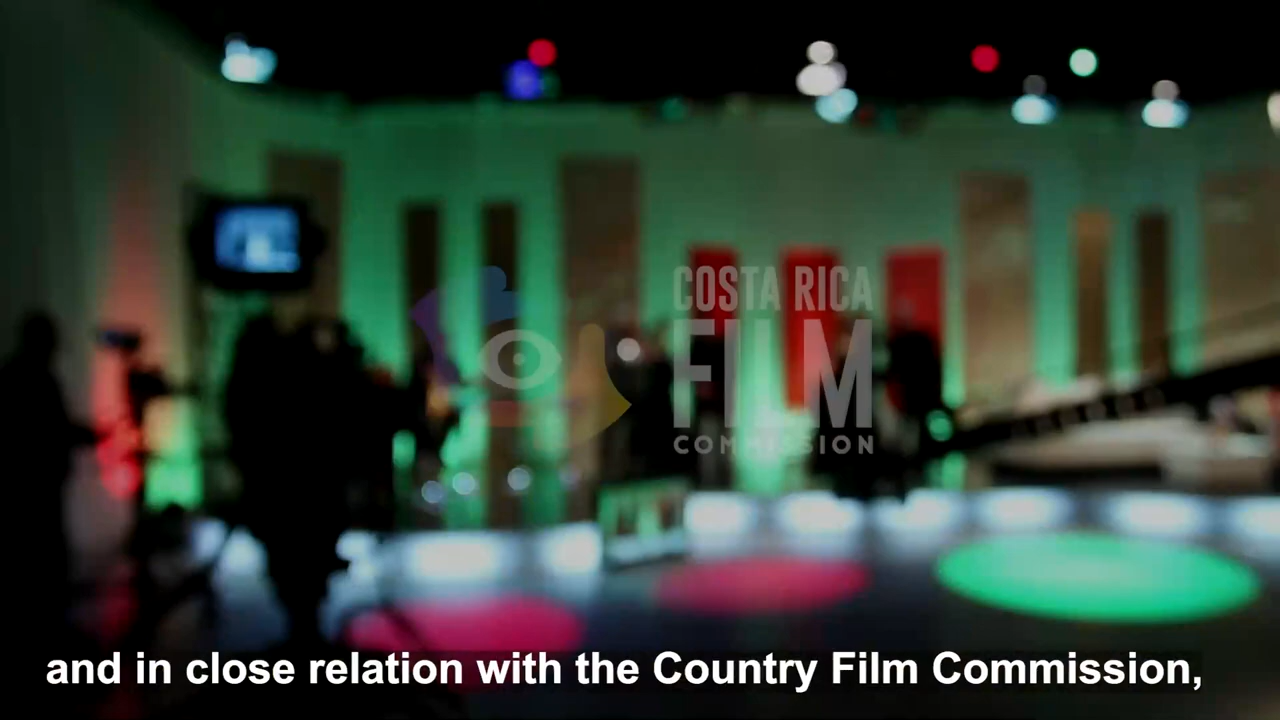 COSTA RICA
FILM
COMMISSION
and in close relation with the Country Film Commission,